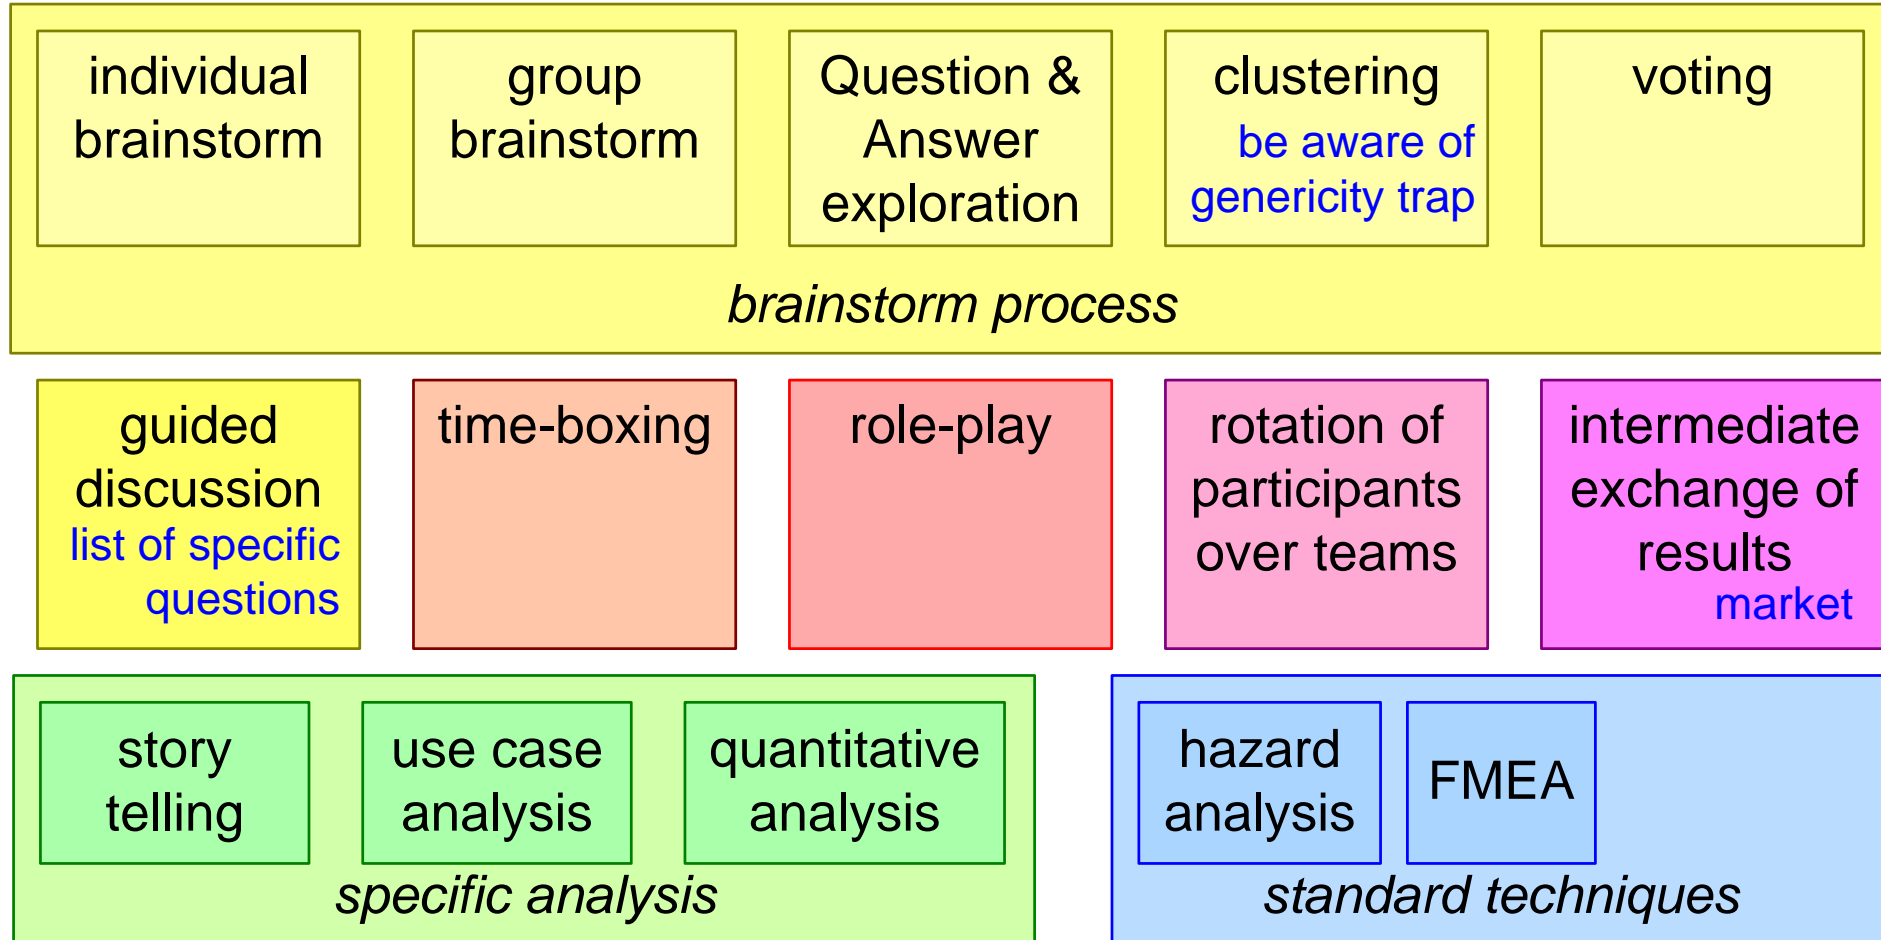 individual
brainstorm
group
brainstorm
Question &
Answer
exploration
clustering
be aware of
genericity trap
voting
brainstorm process
guided
discussion
list of specific
questions
time-boxing
role-play
rotation of
participants
over teams
intermediate
exchange of
results
market
story
telling
use case
analysis
quantitative
analysis
specific analysis
hazard
analysis
FMEA
standard techniques